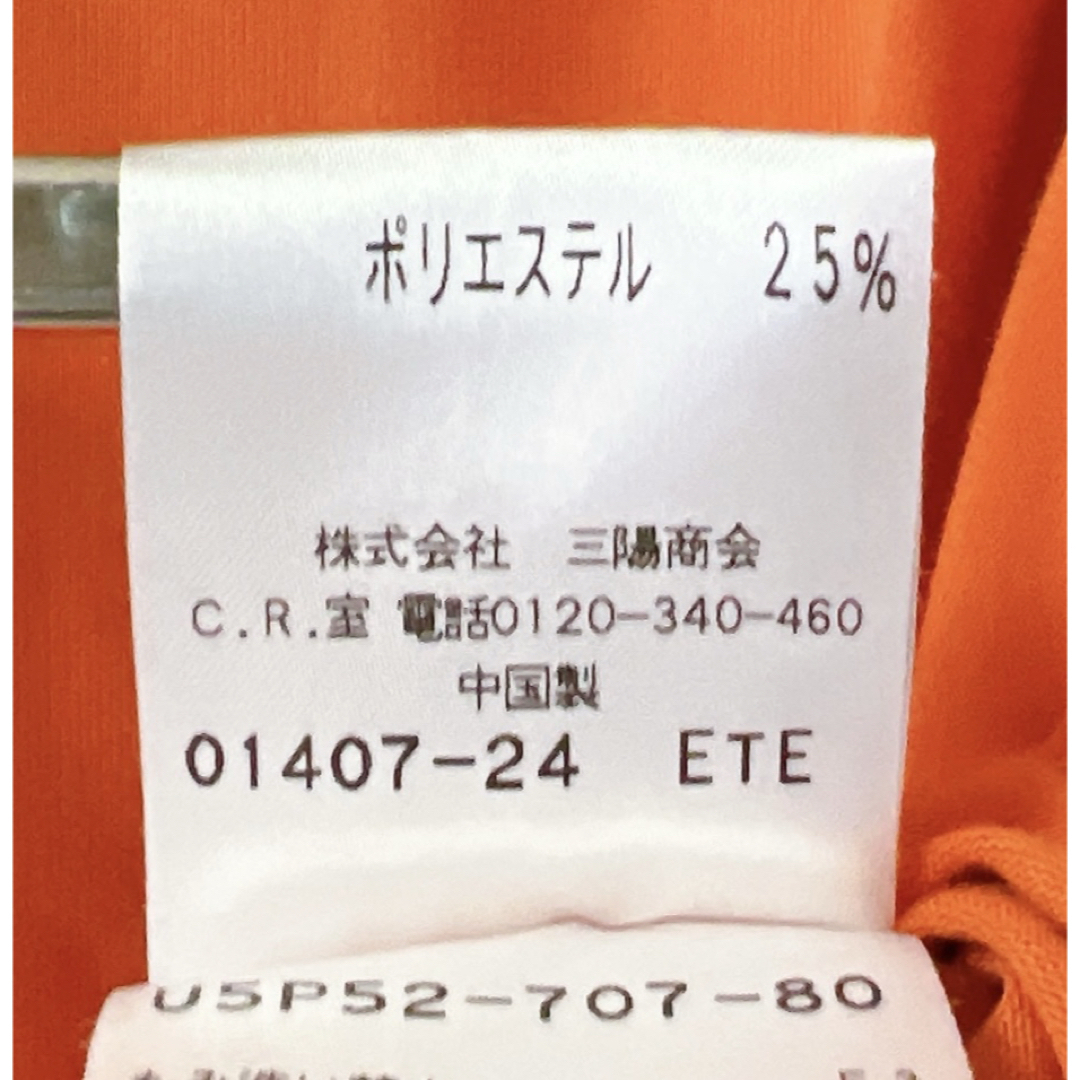 ポリエステル 25%
株式会社 三陽商会
C.R.室 電話0120-340-460
中国製
01407-24 ETE
U5P52-707-80